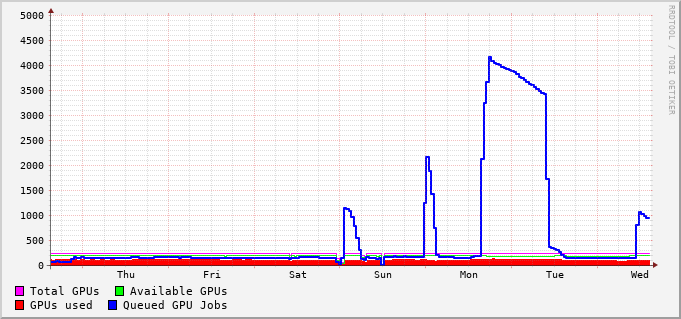 5000
4500
4000
3500
3000
2500
2000
1500
1000
500
0
Thu Fri Sat Sun Mon Tue Wed
Total GPUs Available GPUs
GPUs used Queued GPU Jobs
RRDTOOL / TOBI OETIKER